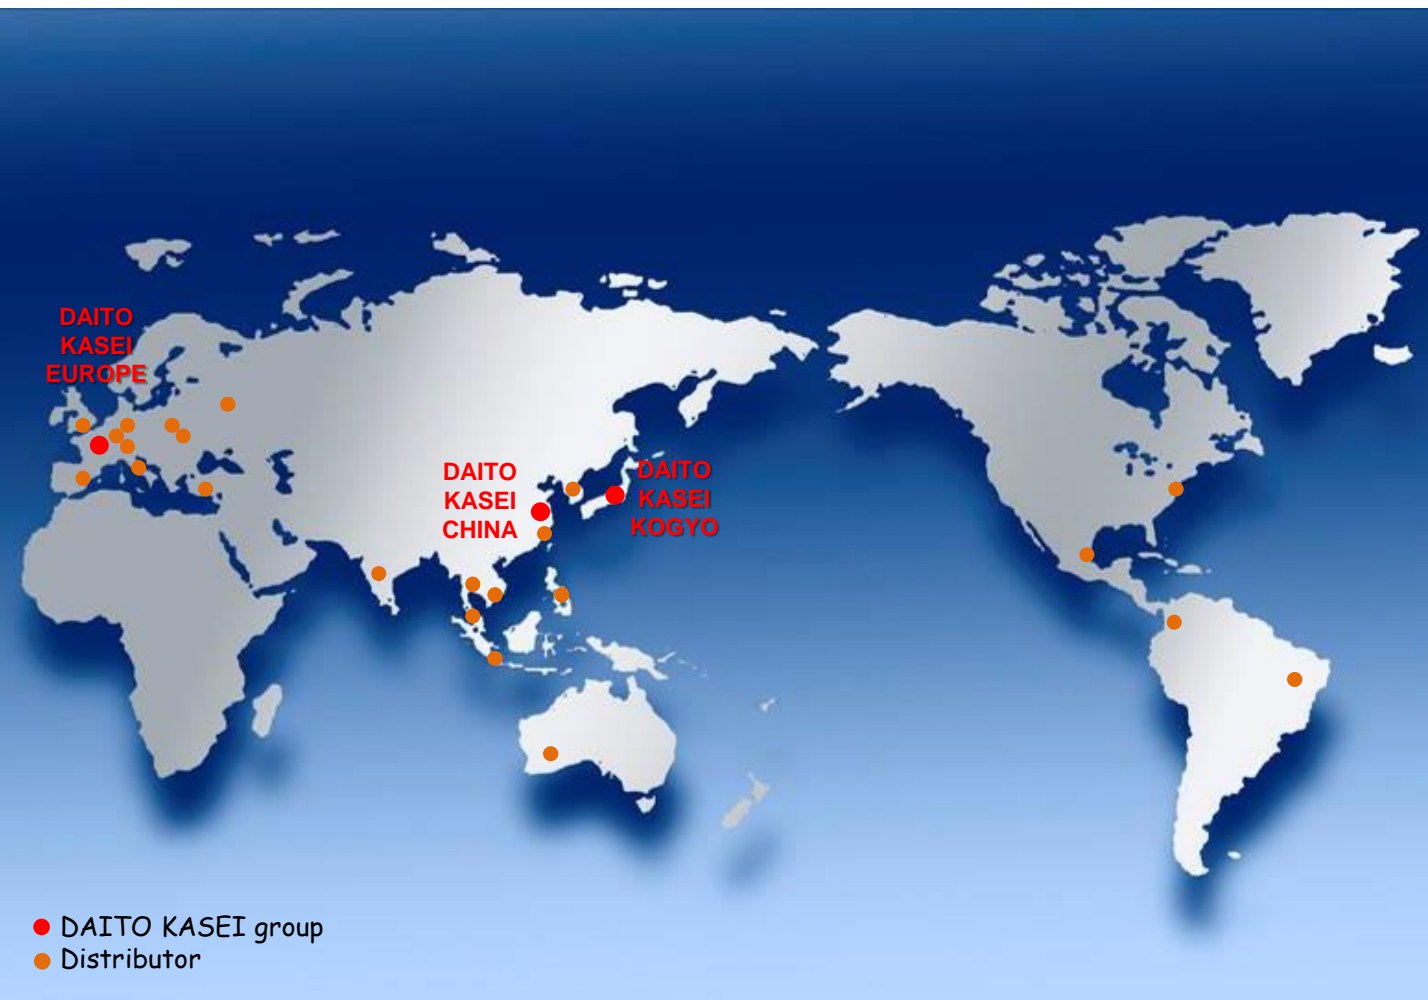 DAITO
KASEI
EUROPE
DAITO
KASEI
CHINA
DAITO
KASEI
KOGYO
DAITO KASEI group
Distributor